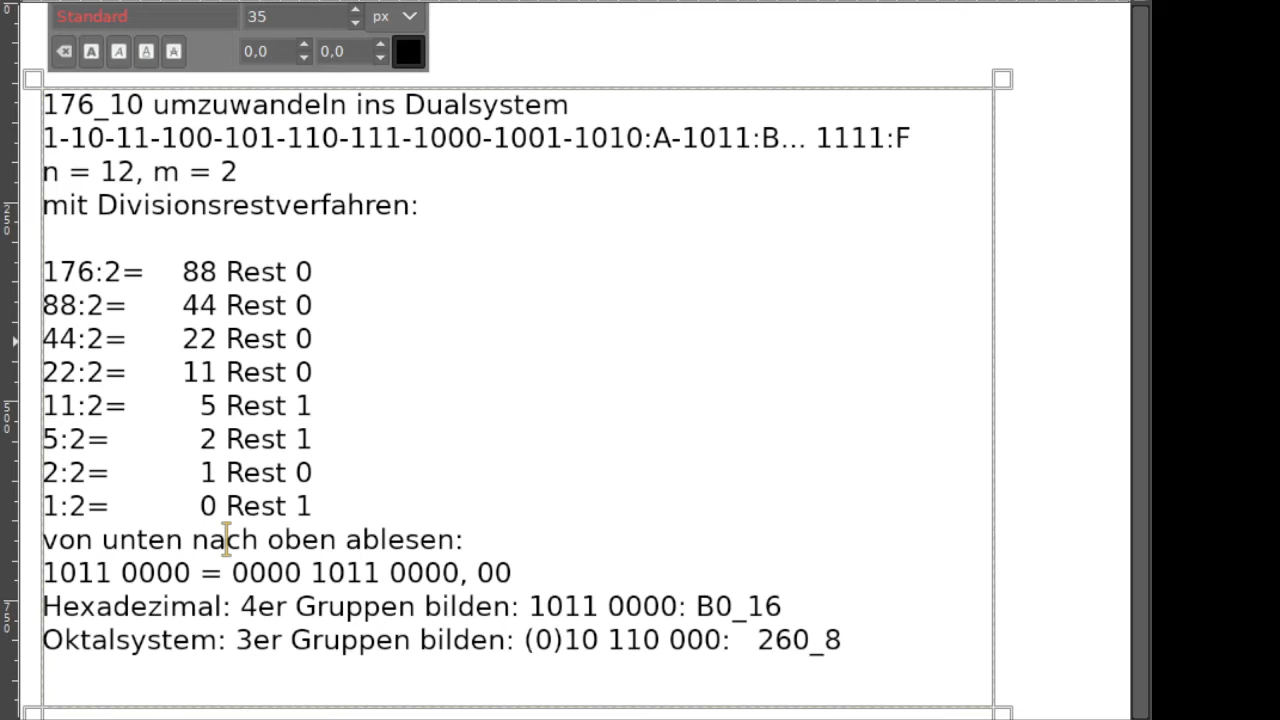 Standard 35 px
0,0 0,0
176_10 umzuwandeln ins Dualsystem
1-10-11-100-101-110-111-1000-1001-1010:A-1011:B... 1111:F
n = 12, m = 2
mit Divisionsrestverfahren:
176:2= 88 Rest 0
88:2= 44 Rest 0
44:2= 22 Rest 0
22:2= 11 Rest 0
11:2= 5 Rest 1
5:2= 2 Rest 1
2:2= 1 Rest 0
1:2= 0 Rest 1
von unten nach oben ablesen:
1011 0000 = 0000 1011 0000, 00
Hexadezimal: 4er Gruppen bilden: 1011 0000: B0_16
Oktalsystem: 3er Gruppen bilden: (0)10 110 000: 260_8
0
250
500
750